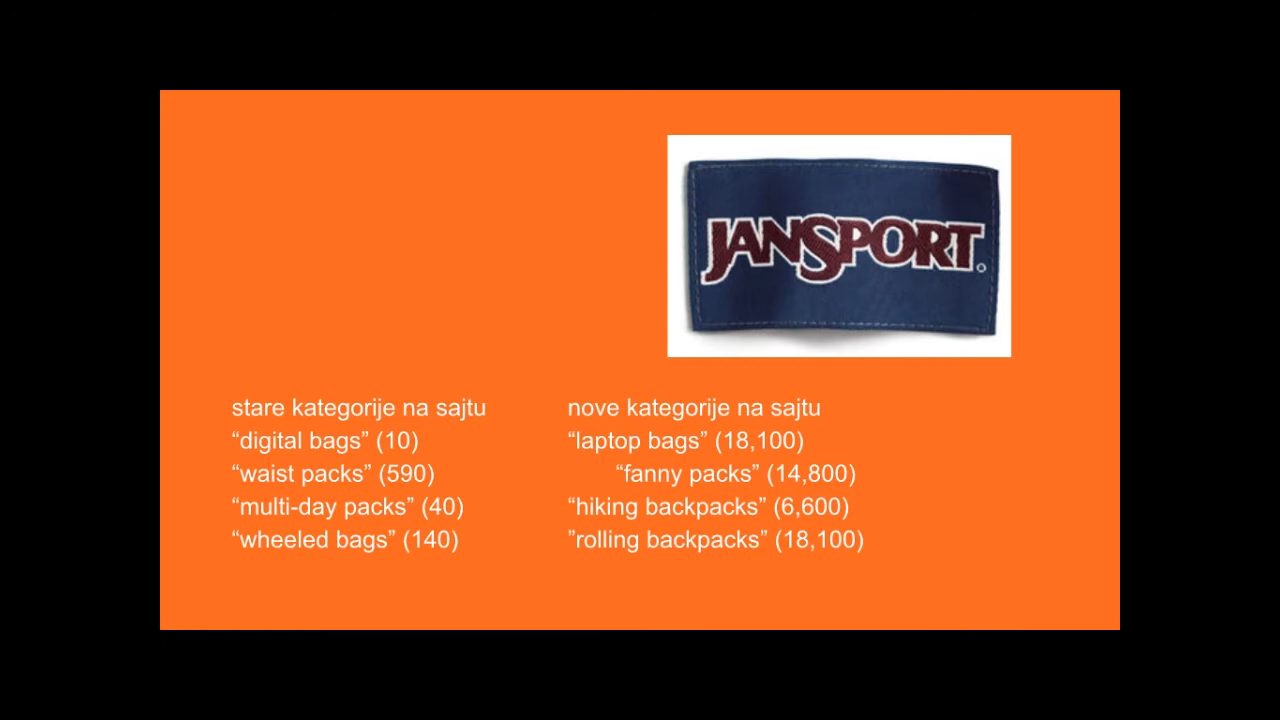 JANSPORT®
stare kategorije na sajtu
“digital bags” (10)
“waist packs” (590)
“multi-day packs” (40)
“wheeled bags” (140)
nove kategorije na sajtu
“laptop bags” (18,100)
“fanny packs” (14,800)
“hiking backpacks” (6,600)
”rolling backpacks” (18,100)